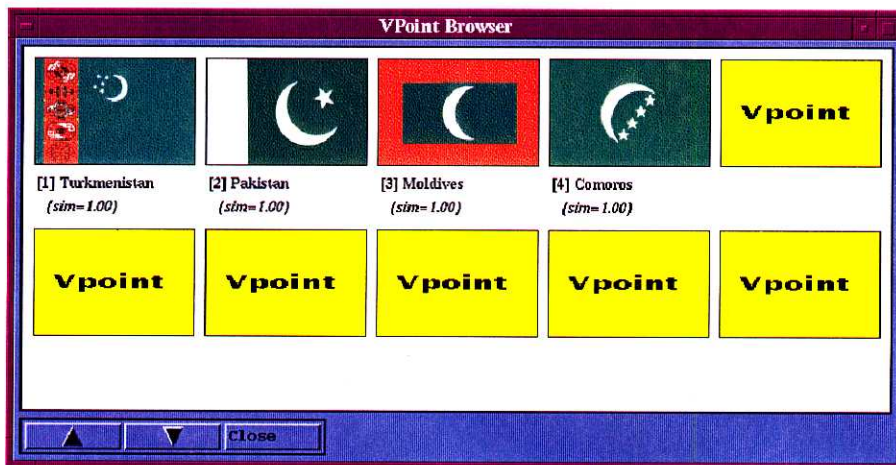 VPoint Browser
Vpoint
[1] Turkmenistan
[2] Pakistan
[3] Moldives
[4] Comoros
(sim=1.00)
(sim=1.00)
(sim=1.00)
(sim=1.00)
Vpoint
Vpoint
Vpoint
Vpoint
Vpoint
Close